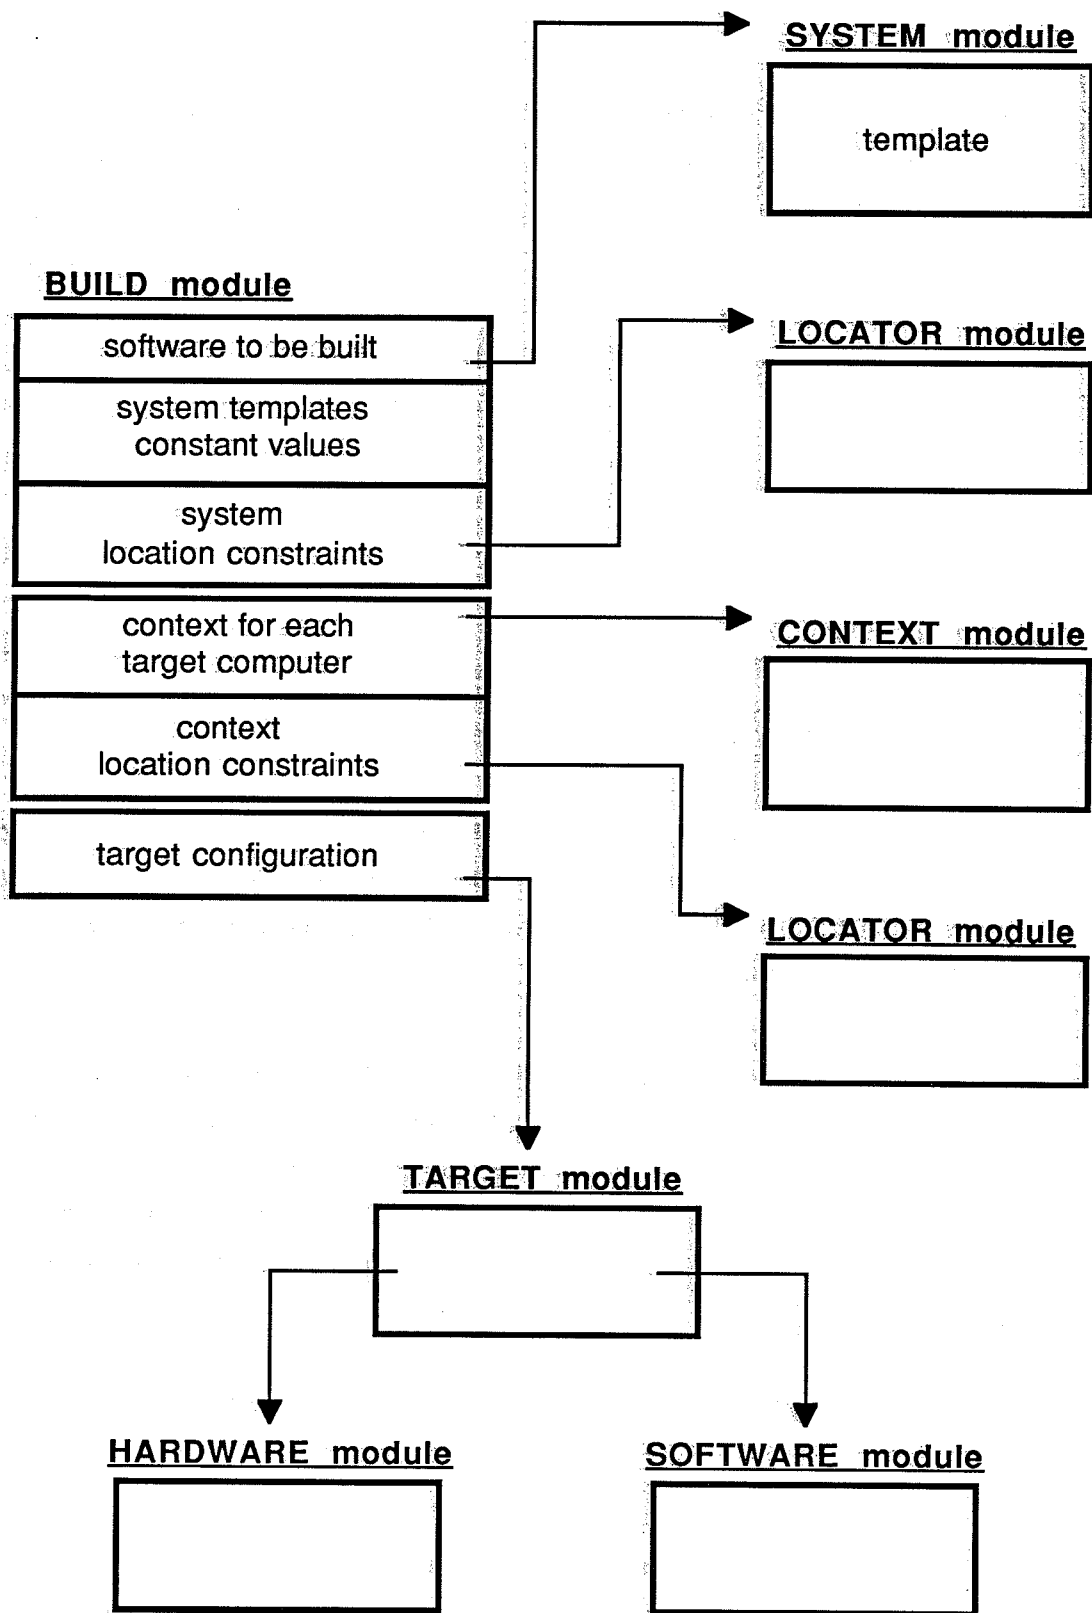 SYSTEM module
template
BUILD module
software to be built
system templates
constant values
system
location constraints
context for each
target computer
context
location constraints
target configuration
LOCATOR module
CONTEXT module
LOCATOR module
TARGET module
HARDWARE module
SOFTWARE module